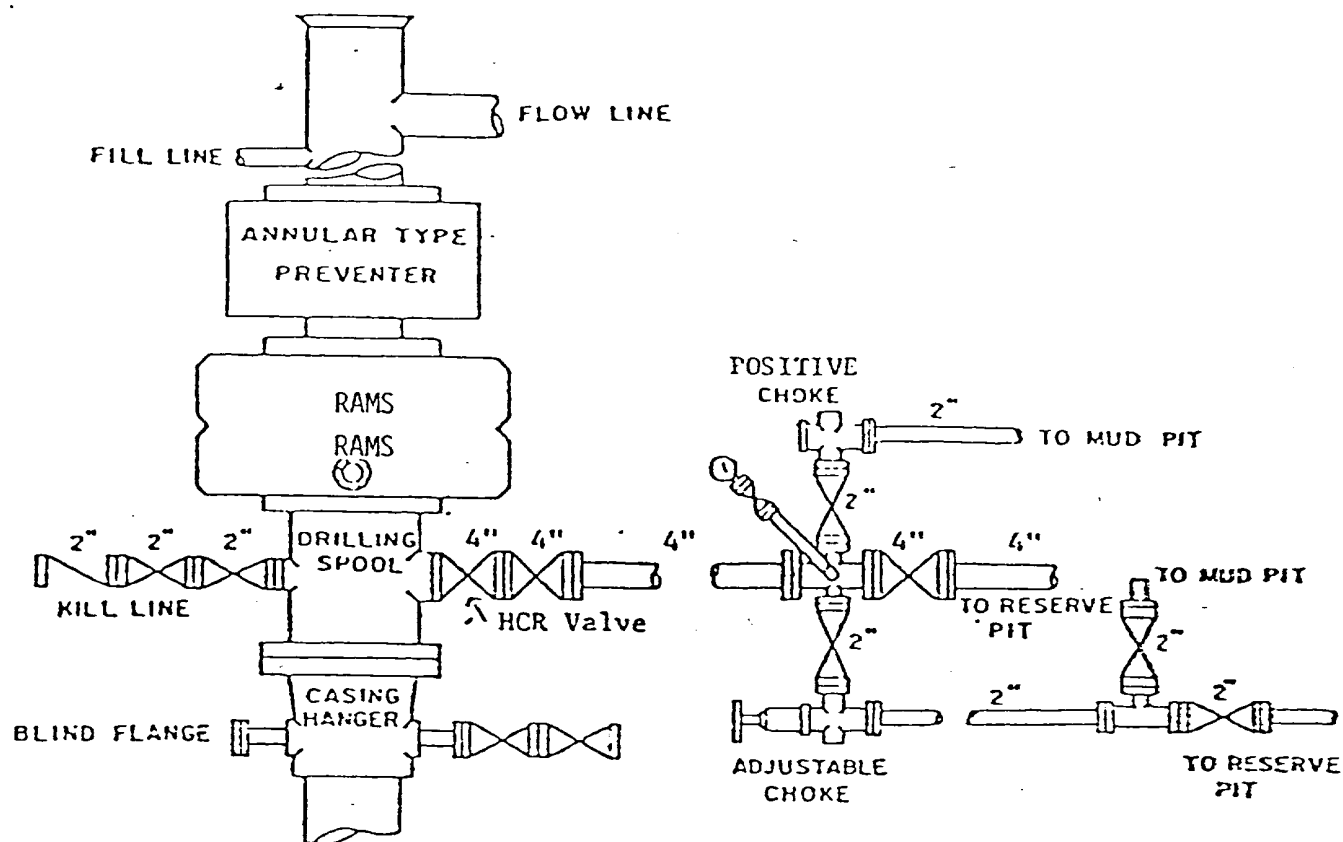 FLOW LINE
FILL LINE
ANNULAR TYPE
PREVENTER
RAMS
RAMS
POSITIVE
CHOKE
2"
TO MUD PIT
2"
2" 2" 2"
DRILLING
SPOOL
4" 4" 4"
4" 4"
KILL LINE
HCR Valve
TO MUD PIT
TO RESERVE
PIT
2"
2"
CASING
HANGER
2"
2"
BLIND FLANGE
ADJUSTABLE
CHOKE
TO RESERVE
PIT